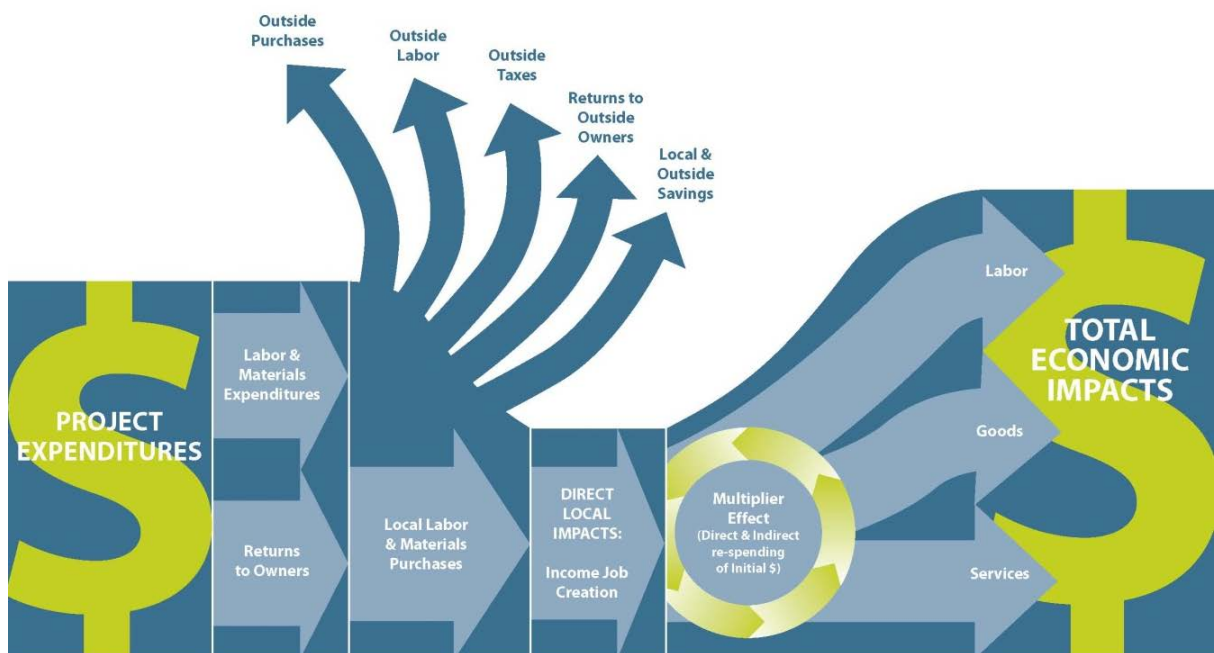 Outside
Purchases
Outside
Labor
Outside
Taxes
Returns to
Outside
Owners
Local &
Outside
Savings
PROJECT
EXPENDITURES
Labor &
Materials
Expenditures
Returns
to Owners
Local Labor
& Materials
Purchases
DIRECT
LOCAL
IMPACTS:
Income Job
Creation
Multiplier
Effect
(Direct & Indirect
re-spending
of Initial $)
Labor
Goods
Services
TOTAL
ECONOMIC
IMPACTS